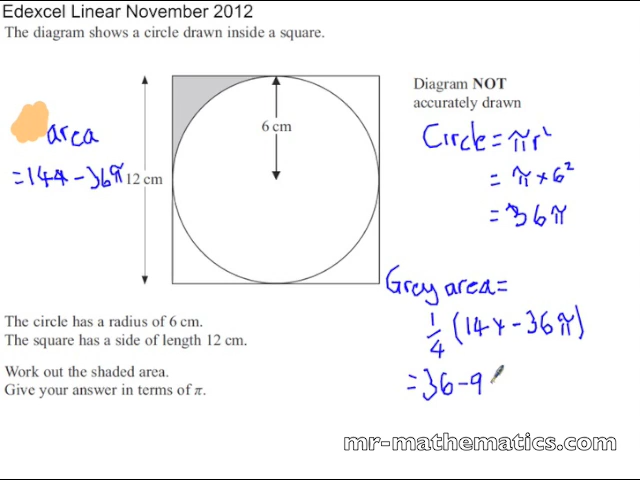 Edexcel Linear November 2012
The diagram shows a circle drawn inside a square.
Diagram NOT
accurately drawn
6 cm
12 cm
area
=144-36π
Circle=πr²
=π×6²
=36π
Grey area=
1/4(144-36π)
=36-9
The circle has a radius of 6 cm.
The square has a side of length 12 cm.
Work out the shaded area.
Give your answer in terms of π.
mr-mathematics.com